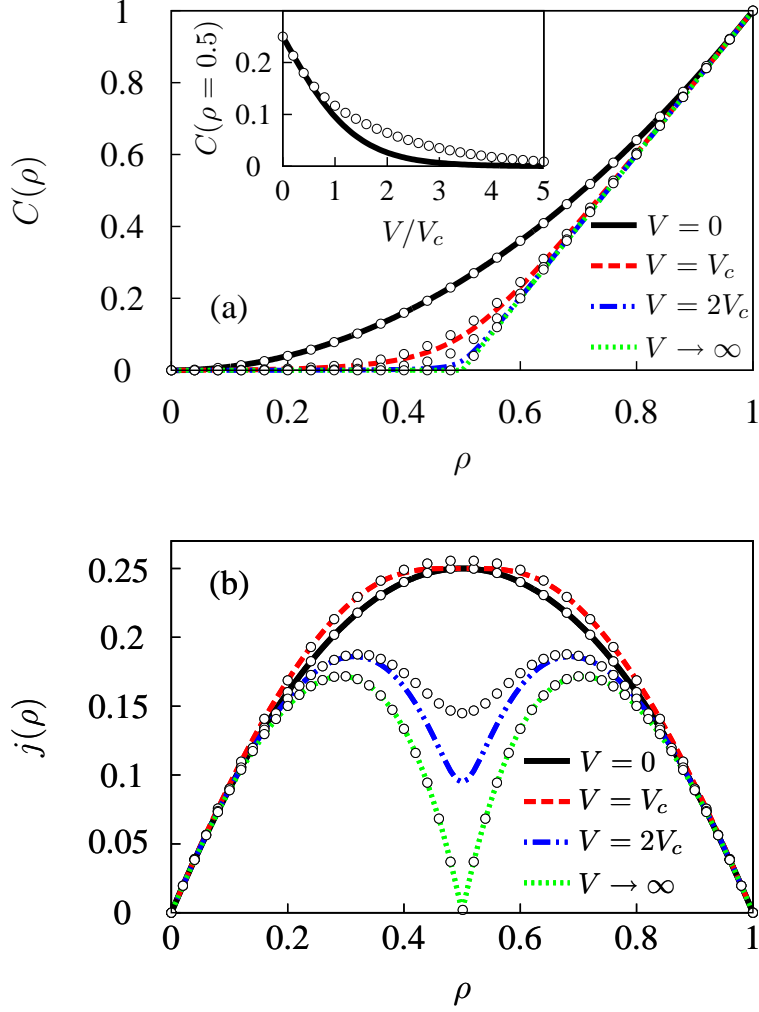 1
0.8
0.6
0.4
0.2
0
C(ρ)
0 0.2 0.4 0.6 0.8 1
ρ
C(ρ = 0.5)
0.2
0.1
0
0 1 2 3 4 5
V/V_c
(a)
V = 0
V = V_c
V = 2V_c
V → ∞
0.25
0.2
0.15
0.1
0.05
0
j(ρ)
0 0.2 0.4 0.6 0.8 1
ρ
(b)
V = 0
V = V_c
V = 2V_c
V → ∞